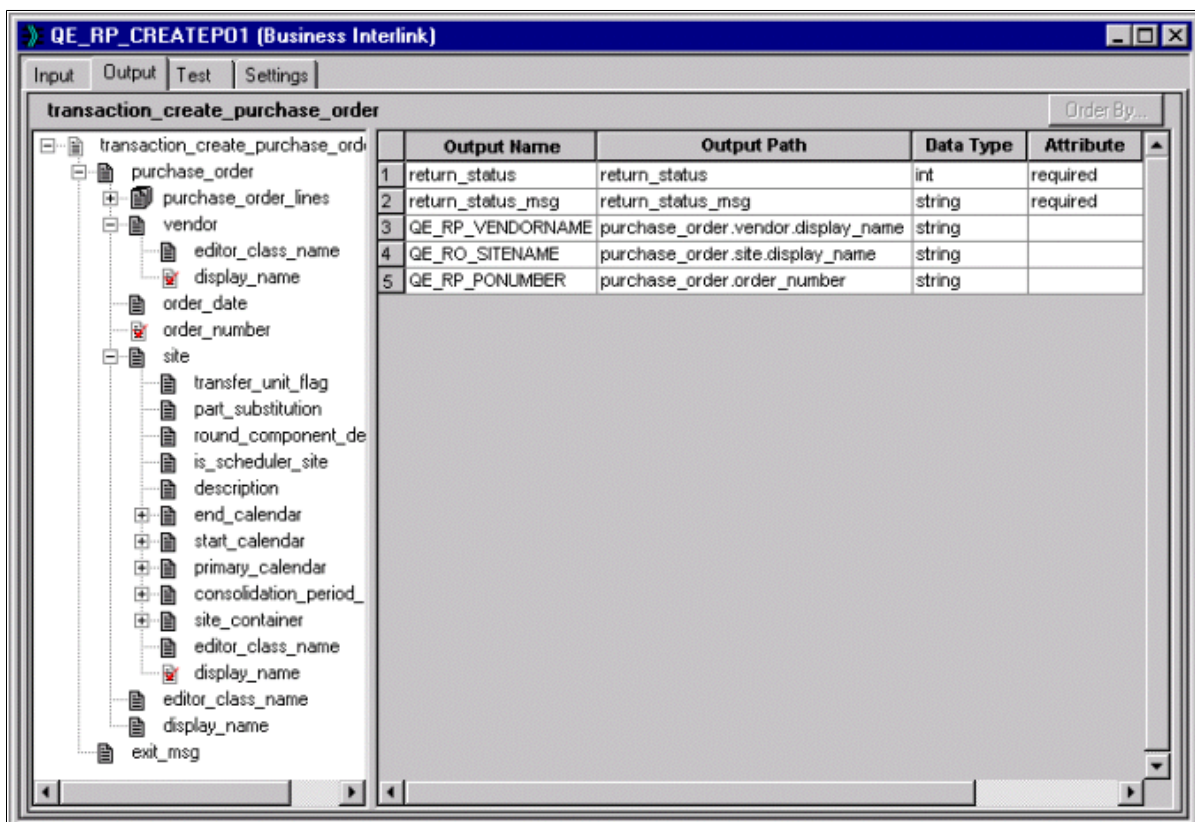 QE_RP_CREATEPO1 (Business Interlink)
Input Output Test Settings
transaction_create_purchase_order Order By...
transaction_create_purchase_ord
purchase_order
purchase_order_lines
vendor
editor_class_name
display_name
order_date
order_number
site
transfer_unit_flag
part_substitution
round_component_de
is_scheduler_site
description
end_calendar
start_calendar
primary_calendar
consolidation_period_
site_container
editor_class_name
display_name
editor_class_name
display_name
exit_msg
Output Name Output Path Data Type Attribute
1 return_status return_status int required
2 return_status_msg return_status_msg string required
3 QE_RP_VENDORNAME purchase_order.vendor.display_name string
4 QE_RO_SITENAME purchase_order.site.display_name string
5 QE_RP_PONUMBER purchase_order.order_number string